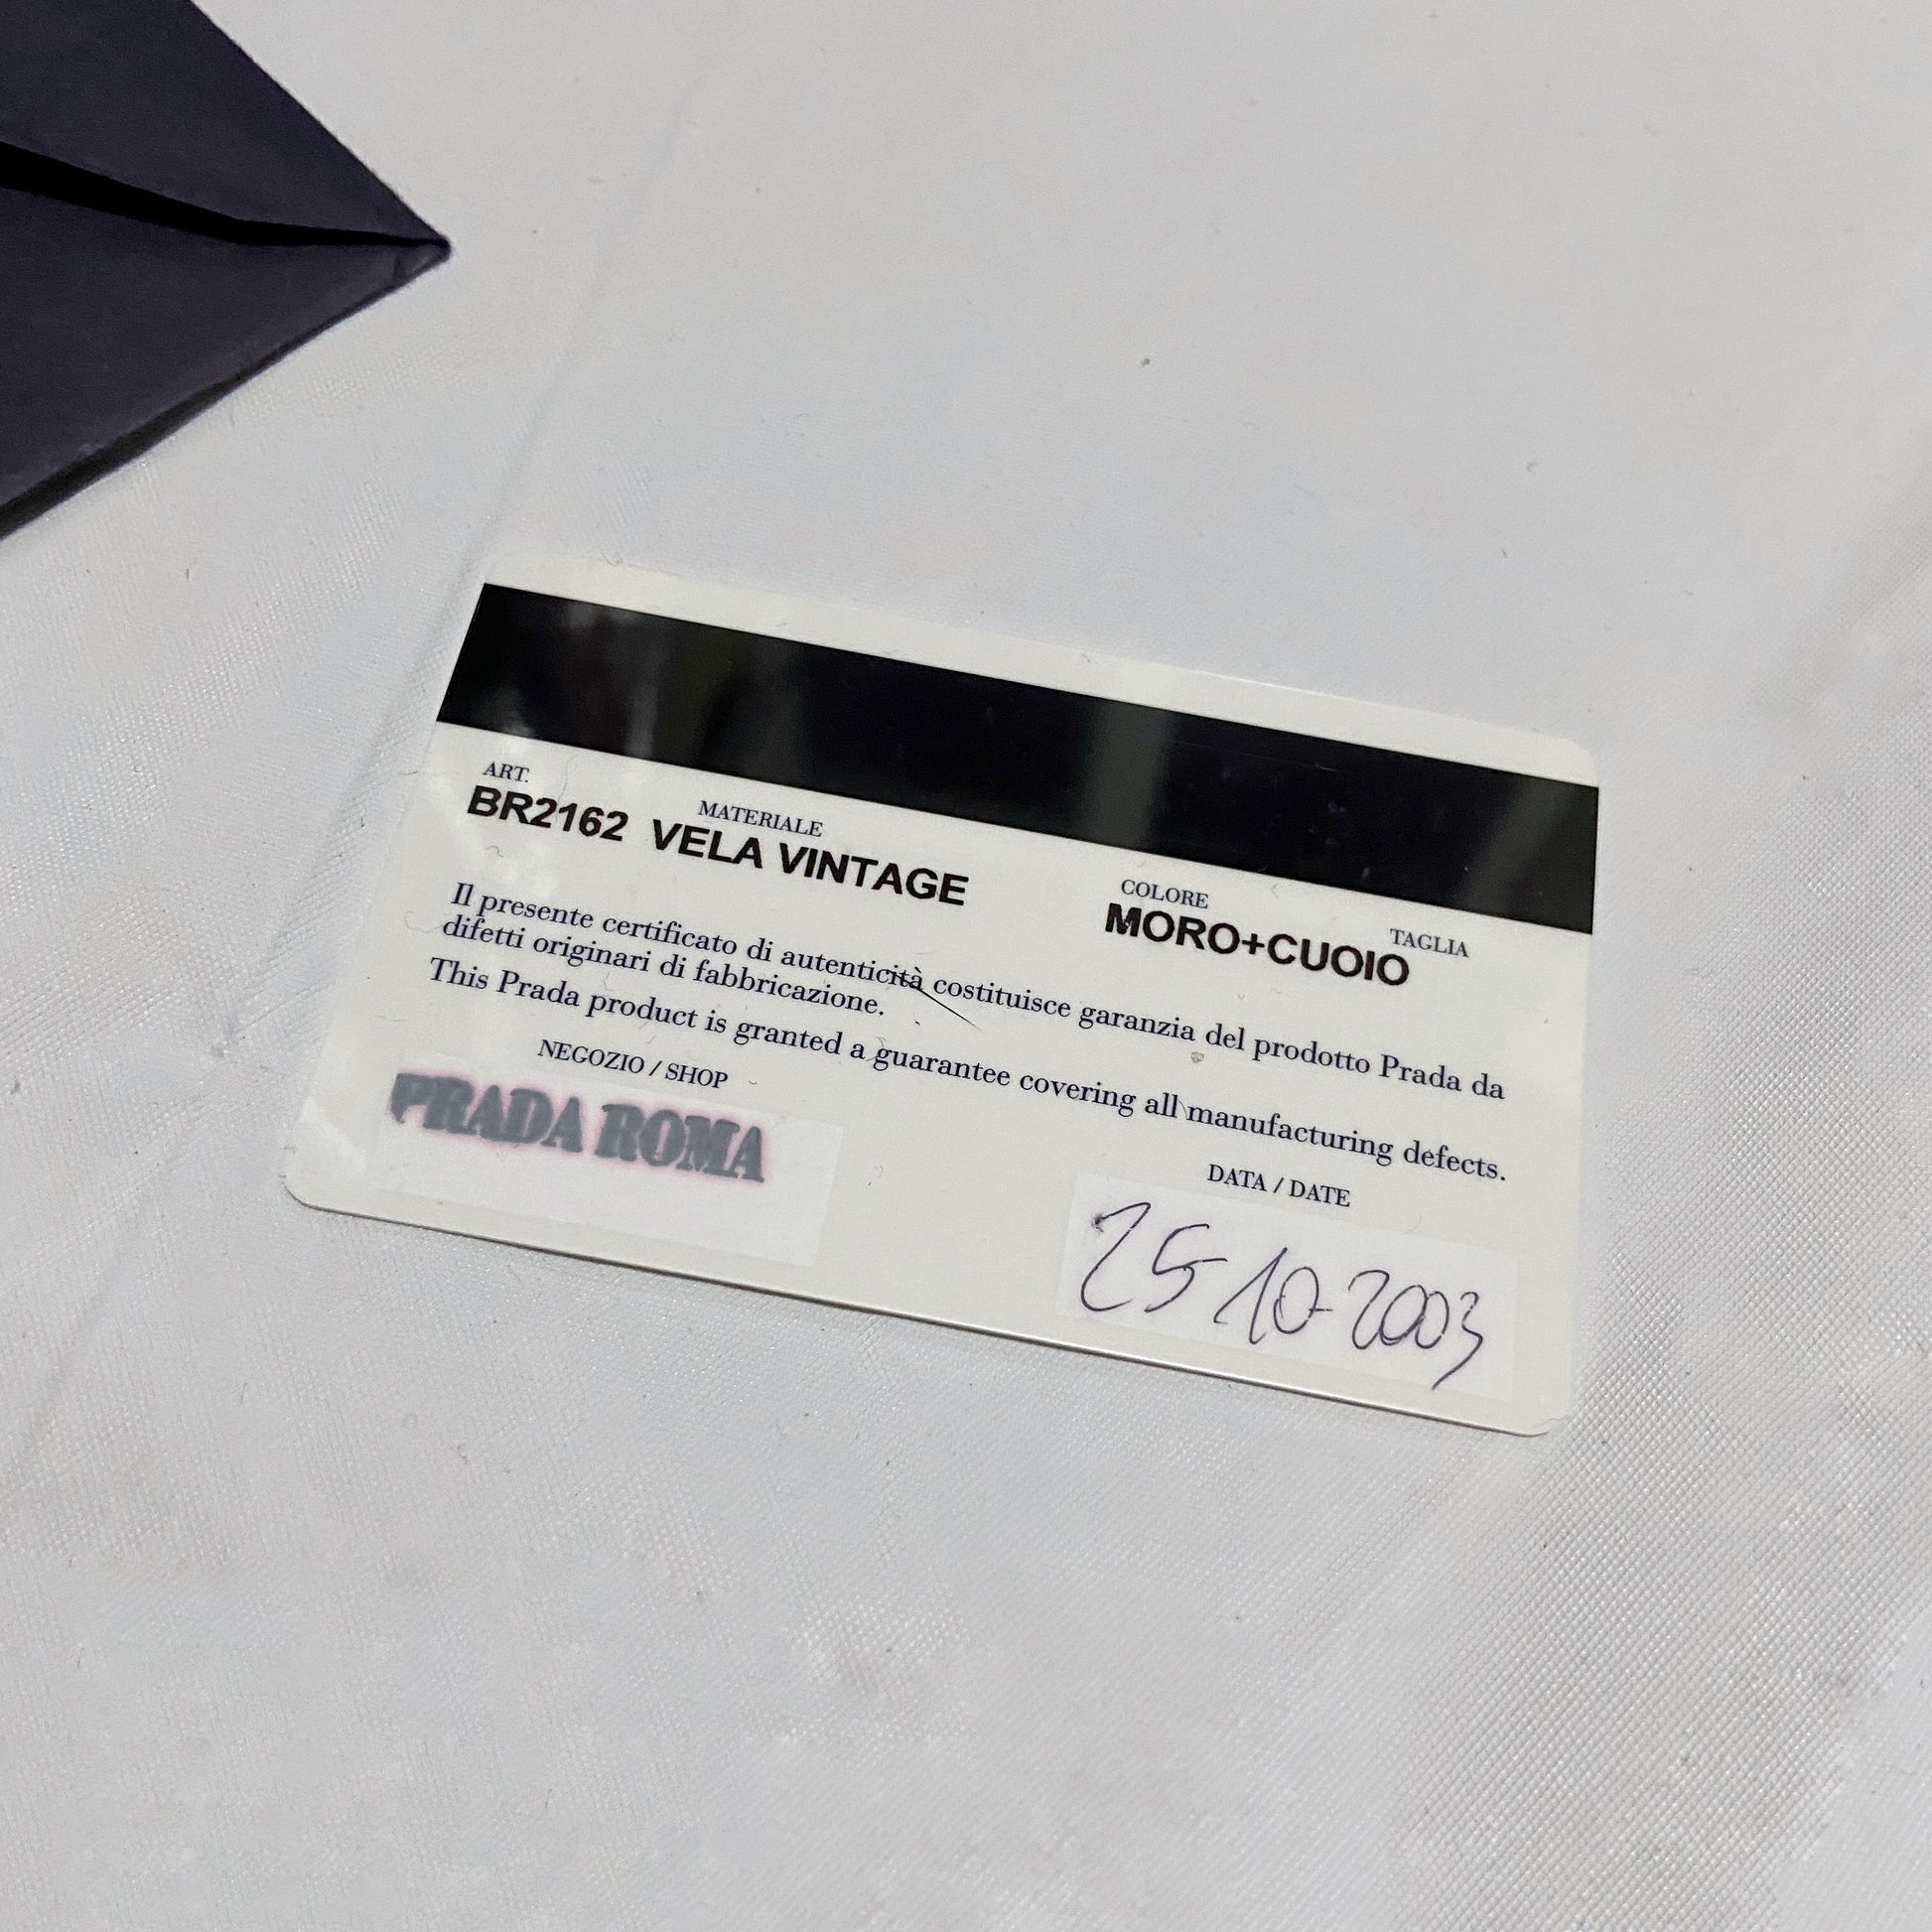 ART. MATERIALE COLORE TAGLIA
BR2162 VELA VINTAGE MORO+CUOIO
Il presente certificato di autenticità costituisce garanzia del prodotto Prada da
difetti originari di fabbricazione.
This Prada product is granted a guarantee covering all manufacturing defects.
NEGOZIO / SHOP
PRADA ROMA
DATA / DATE
25-10-2003